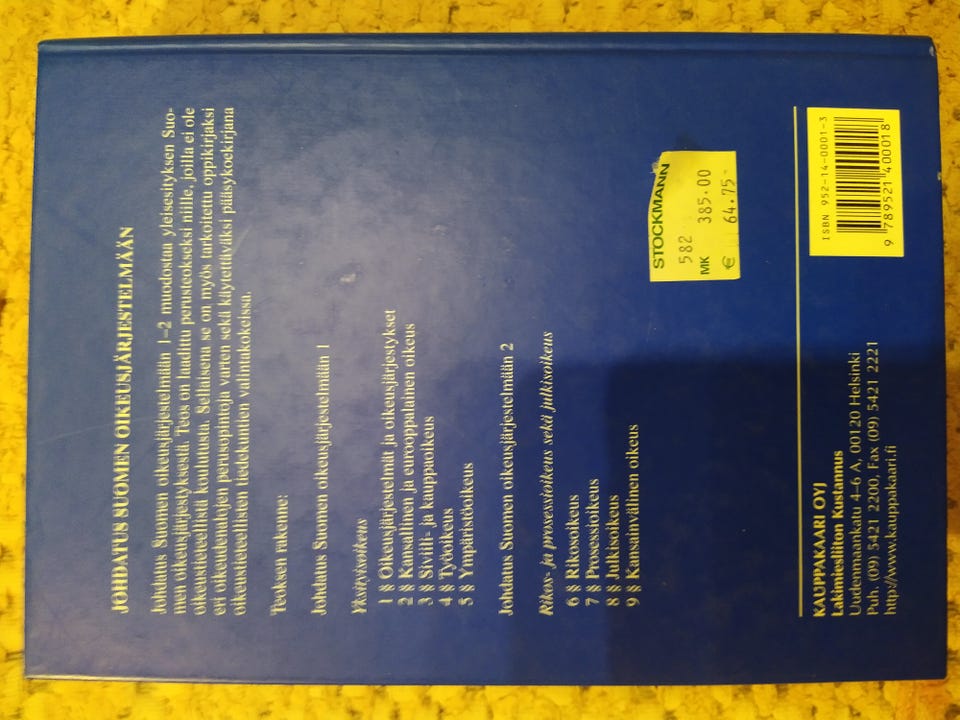 JOHDATUS SUOMEN OIKEUSJÄRJESTELMÄÄN
Johdatus Suomen oikeusjärjestelmään 1–2 muodostaa yleisesityksen Suo-
men oikeusjärjestyksestä. Teos on laadittu perusteokseksi niille, joilla ei ole
oikeustieteellistä koulutusta. Sellaisena se on myös tarkoitettu oppikirjaksi
eri oikeudenalojen perusopintoja varten sekä käytettäväksi pääsykoekirjana
oikeustieteellisten tiedekuntien valintakokeissa.
Teoksen rakenne:
Johdatus Suomen oikeusjärjestelmään 1
Yksityisoikeus
1 § Oikeusjärjestelmät ja oikeusjärjestykset
2 § Kansallinen ja eurooppalainen oikeus
3 § Siviili- ja kauppaoikeus
4 § Työoikeus
5 § Ympäristöoikeus
Johdatus Suomen oikeusjärjestelmään 2
Rikos- ja prosessioikeus sekä julkisoikeus
6 § Rikosoikeus
7 § Prosessioikeus
8 § Julkisoikeus
9 § Kansainvälinen oikeus
STOCKMANN
582
MK 385.00
€ 64.75-
KAUPPAKAARI OYJ
Lakimiesliiton Kustannus
Uudenmankatu 4–6 A, 00120 Helsinki
Puh. (09) 5421 2200, Fax (09) 5421 2221
http://www.kauppakaari.fi
ISBN 952-14-0001-3
9 789521 400018